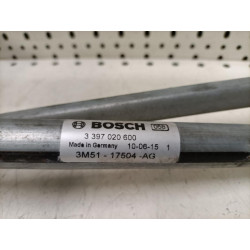 BOSCH
3 397 020 600
Made in Germany 10-06-15 1
3M51 - 17504 -AG